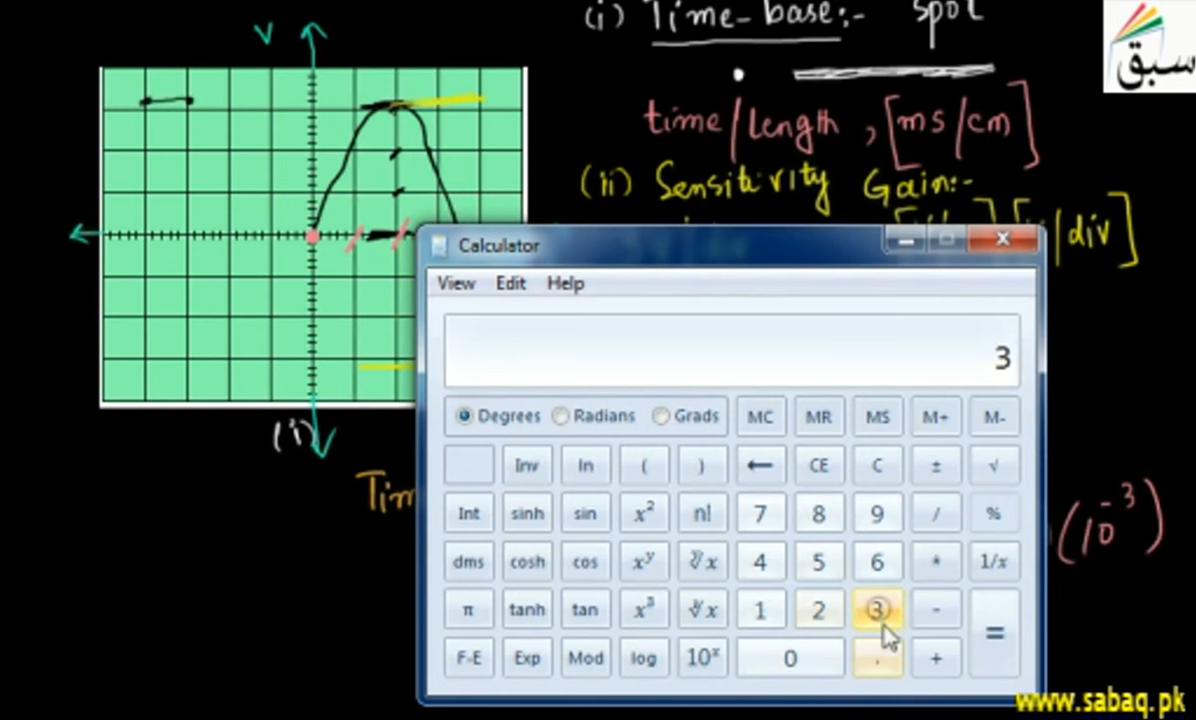 (i) Time-base:- spot
سبق
V
time/length, [ms/cm]
(ii) Sensitivity Gain:-
/div]
Calculator
View Edit Help
3
Degrees Radians Grads MC MR MS M+ M-
Inv ln ( ) ← CE C ± √
Int sinh sin x² n! 7 8 9 / %
dms cosh cos xʸ ʸ√x 4 5 6 * 1/x
π tanh tan x³ ³√x 1 2 3 - =
F-E Exp Mod log 10ˣ 0 . +
(i)
Tim
(10⁻³)
www.sabaq.pk